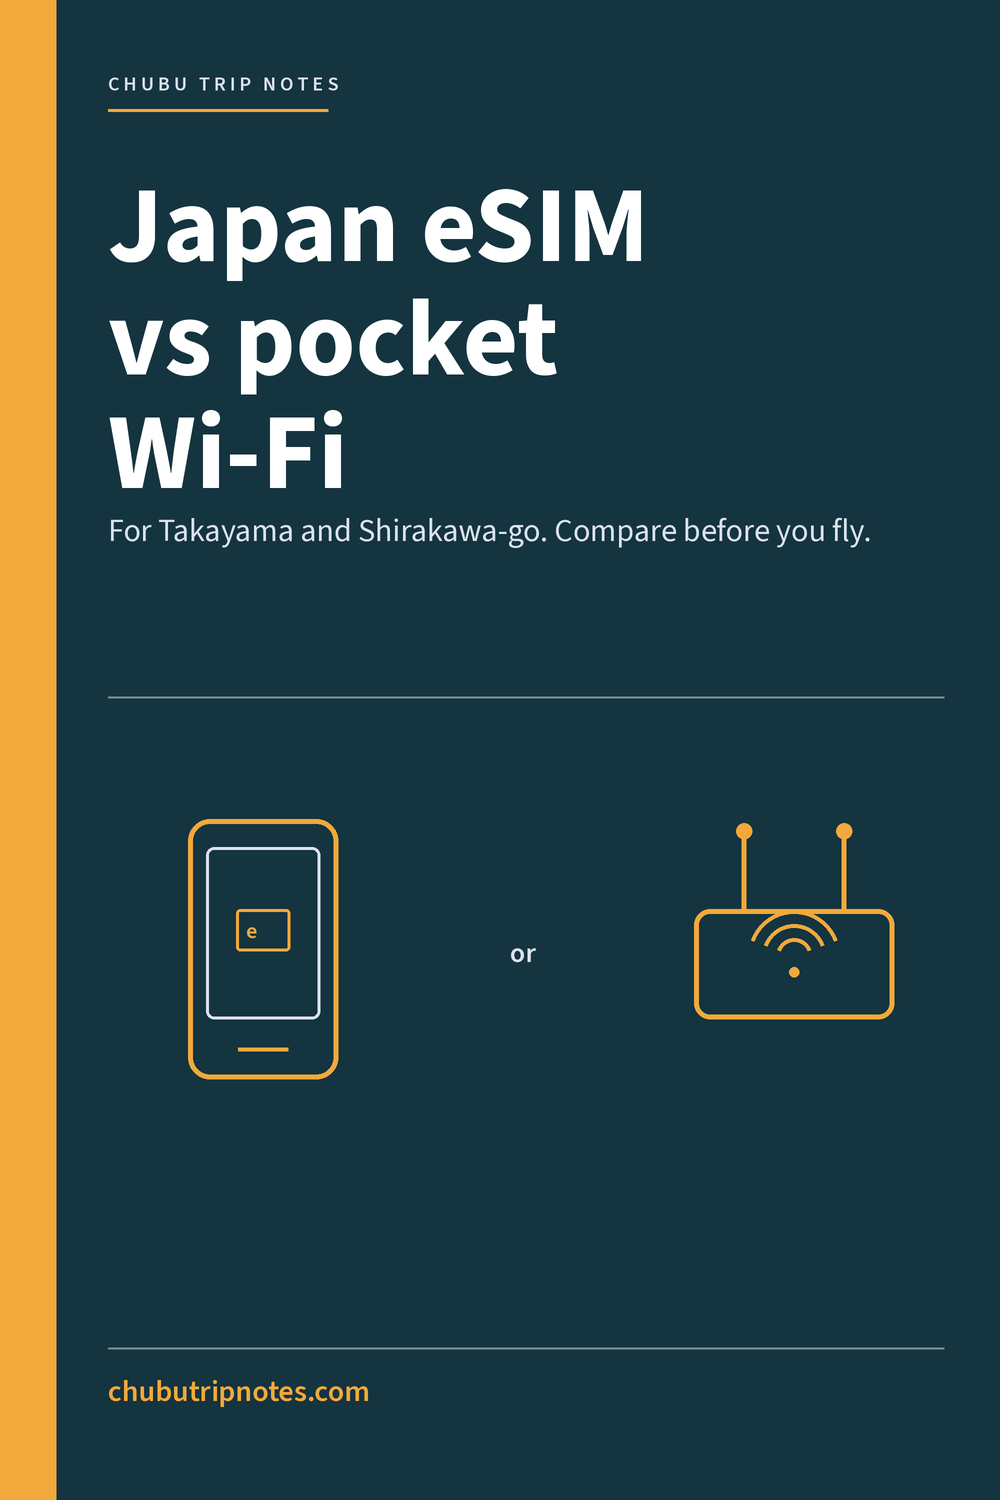 CHUBU TRIP NOTES
Japan eSIM
vs pocket
Wi-Fi
For Takayama and Shirakawa-go. Compare before you fly.
e
or
chubutripnotes.com